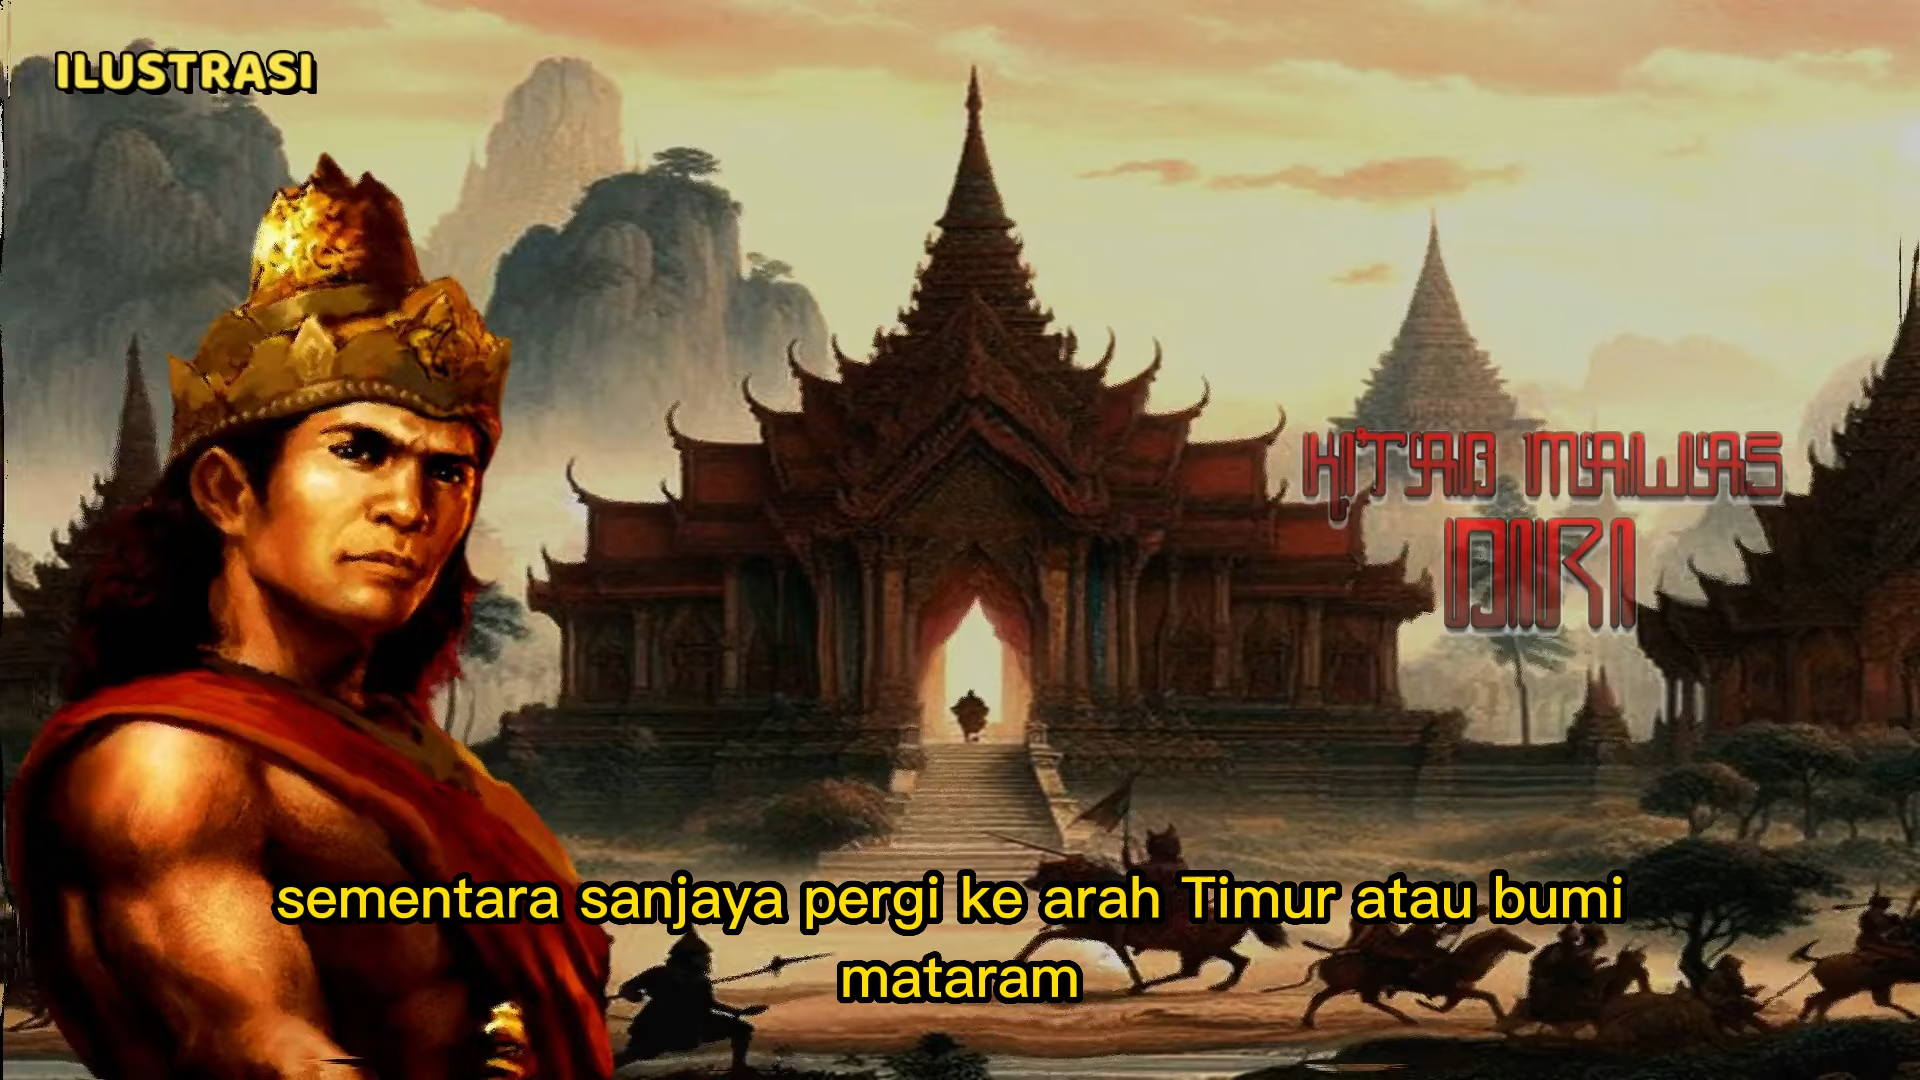 ILUSTRASI
KITAB MAWAS
DIRI
sementara sanjaya pergi ke arah Timur atau bumi
mataram